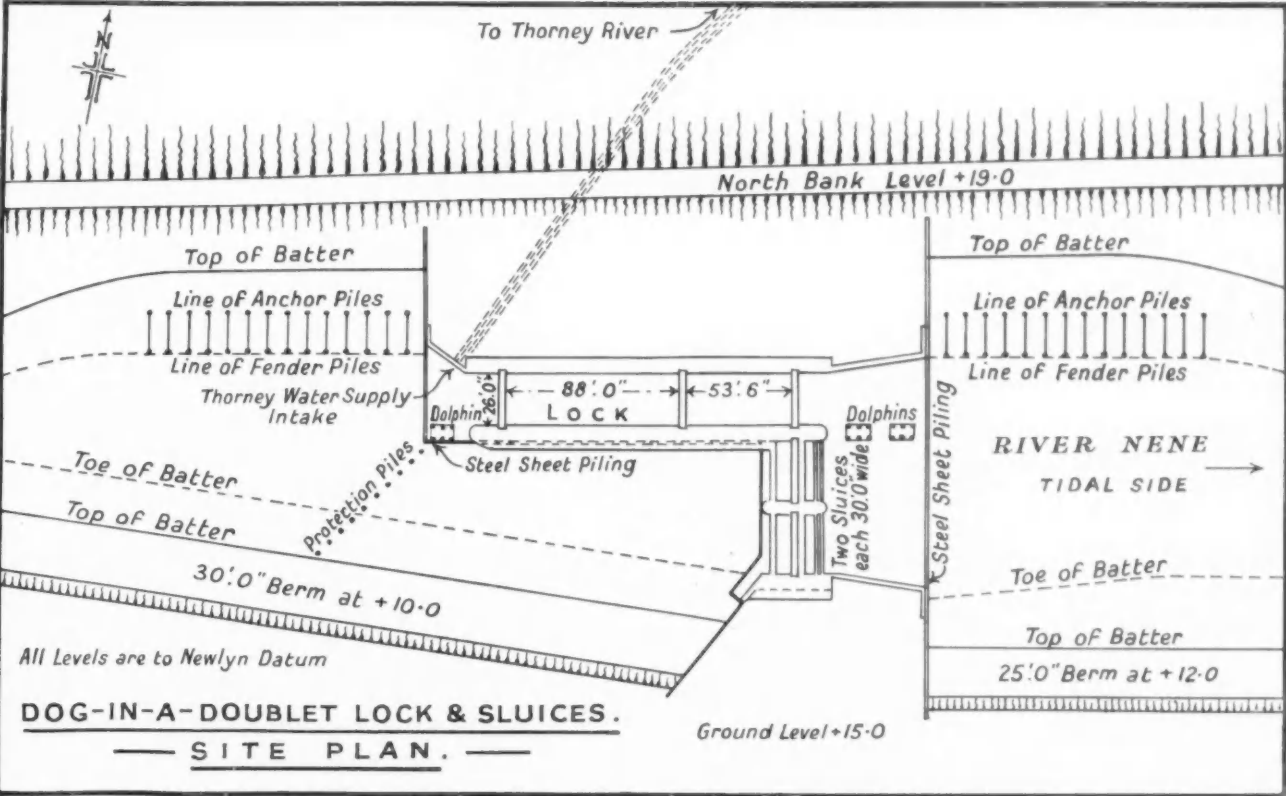 N
To Thorney River
North Bank Level +19·0
Top of Batter
Top of Batter
Line of Anchor Piles
Line of Anchor Piles
Line of Fender Piles
Line of Fender Piles
Thorney Water Supply
Intake
26'.0"
88'.0"
53'.6"
LOCK
Dolphin
Dolphins
Steel Sheet Piling
Protection Piles
Two Sluices
each 30'.0" wide
Steel Sheet Piling
RIVER NENE
TIDAL SIDE
Toe of Batter
Top of Batter
30'.0" Berm at +10·0
Toe of Batter
Top of Batter
25'.0" Berm at +12·0
All Levels are to Newlyn Datum
DOG-IN-A-DOUBLET LOCK & SLUICES.
SITE PLAN.
Ground Level +15·0